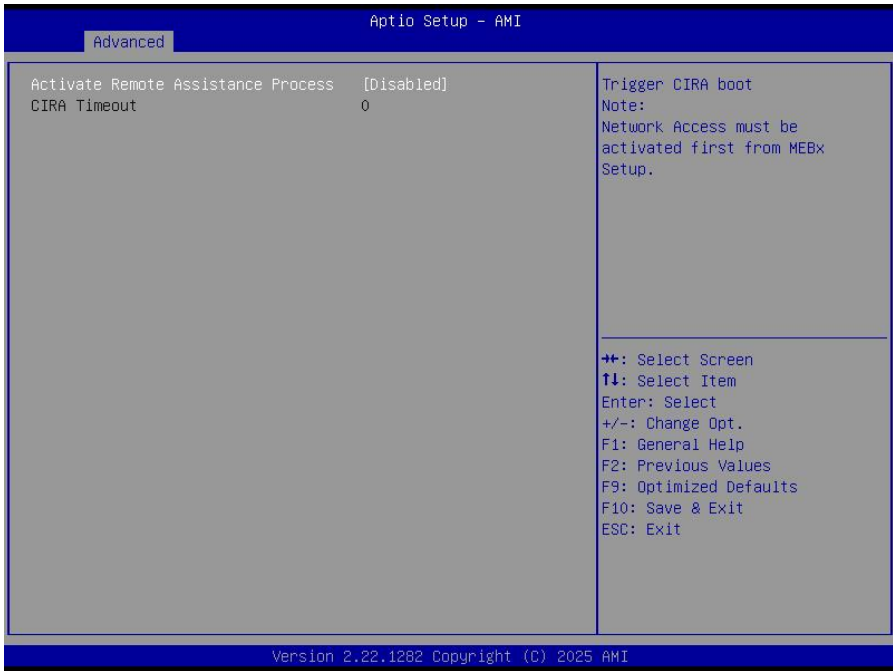 Aptio Setup – AMI
Advanced
Activate Remote Assistance Process [Disabled]
CIRA Timeout 0
Trigger CIRA boot
Note:
Network Access must be
activated first from MEBx
Setup.
→←: Select Screen
↑↓: Select Item
Enter: Select
+/-: Change Opt.
F1: General Help
F2: Previous Values
F9: Optimized Defaults
F10: Save & Exit
ESC: Exit
Version 2.22.1282 Copyright (C) 2025 AMI